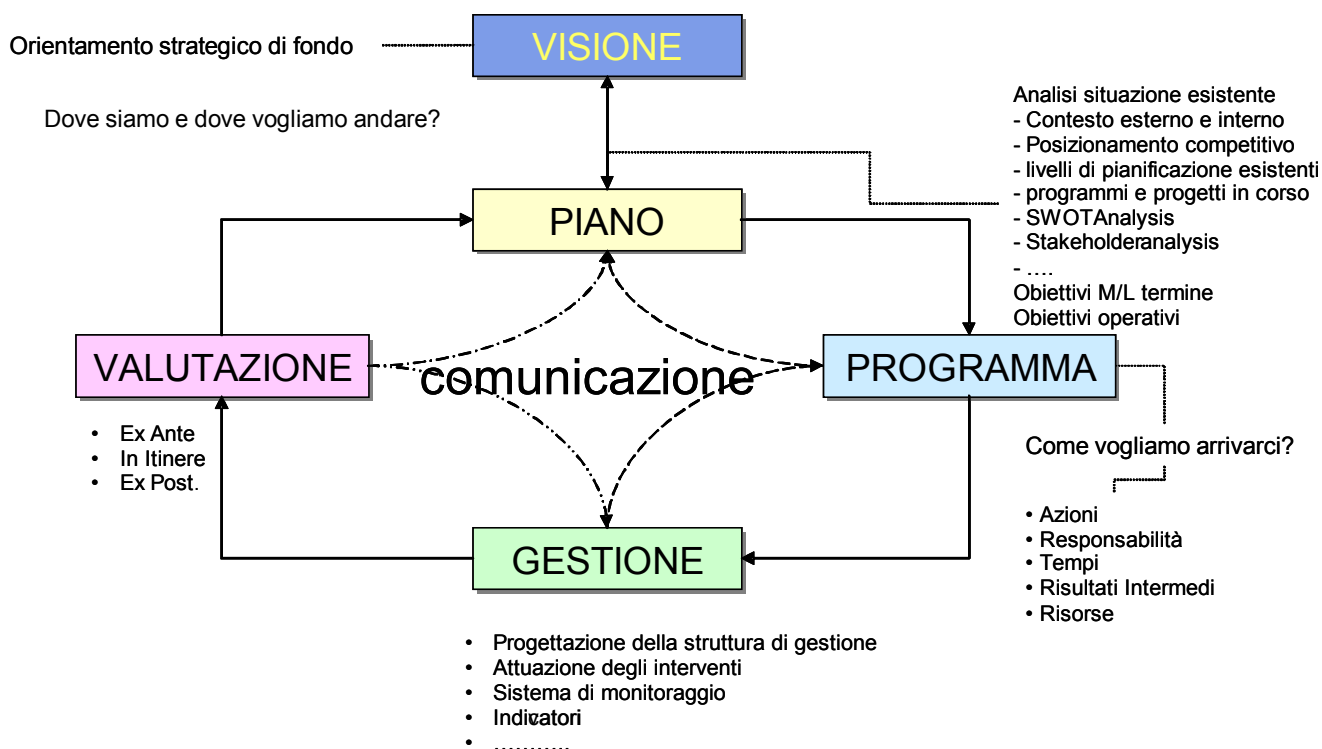 VISIONE
Orientamento strategico di fondo
Dove siamo e dove vogliamo andare?
Analisi situazione esistente
- Contesto esterno e interno
- Posizionamento competitivo
- livelli di pianificazione esistenti
- programmi e progetti in corso
- SWOTAnalysis
- Stakeholderanalysis
- ....
Obiettivi M/L termine
Obiettivi operativi
PIANO
VALUTAZIONE
comunicazione
PROGRAMMA
• Ex Ante
• In Itinere
• Ex Post.
Come vogliamo arrivarci?
• Azioni
• Responsabilità
• Tempi
• Risultati Intermedi
• Risorse
GESTIONE
• Progettazione della struttura di gestione
• Attuazione degli interventi
• Sistema di monitoraggio
• Indicatori
• ...........